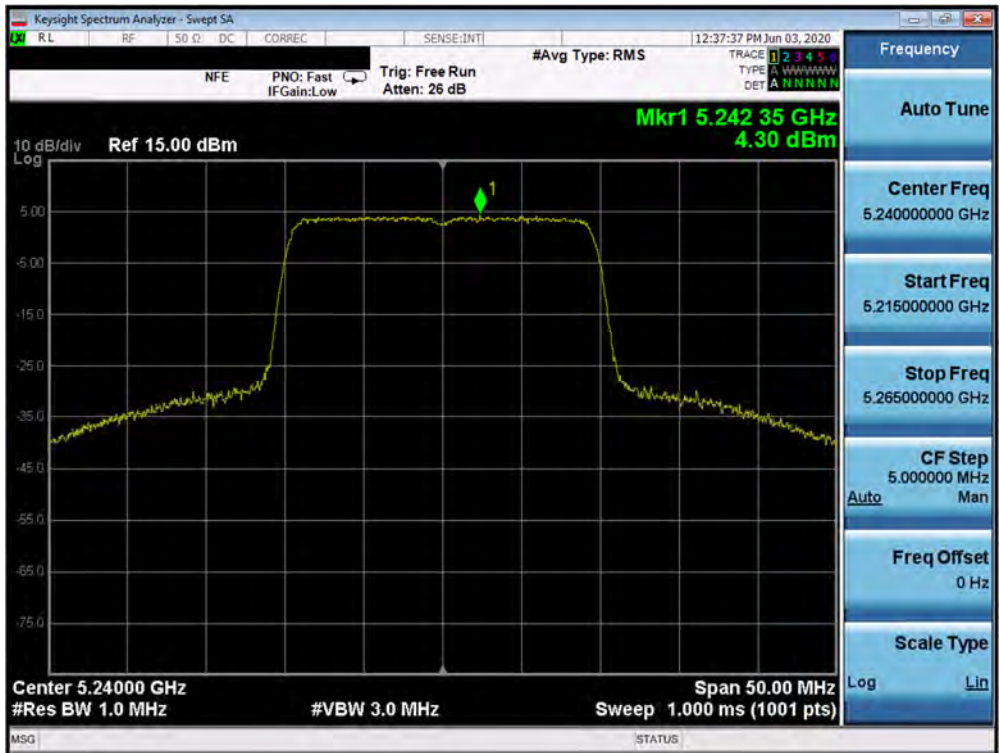 Keysight Spectrum Analyzer - Swept SA
LXI RL RF 50 Ω DC CORREC SENSE:INT 12:37:37 PM Jun 03, 2020
#Avg Type: RMS
TRACE 1 2 3 4 5 6
TYPE A WWWWW
DET A N N N N N
NFE PNO: Fast Trig: Free Run
IFGain:Low Atten: 26 dB
Mkr1 5.242 35 GHz
4.30 dBm
10 dB/div Ref 15.00 dBm
Log
1
5.00
-5.00
-15.0
-25.0
-35.0
-45.0
-55.0
-65.0
-75.0
Center 5.24000 GHz Span 50.00 MHz
#Res BW 1.0 MHz #VBW 3.0 MHz Sweep 1.000 ms (1001 pts)
MSG STATUS
Frequency
Auto Tune
Center Freq
5.240000000 GHz
Start Freq
5.215000000 GHz
Stop Freq
5.265000000 GHz
CF Step
5.000000 MHz
Auto Man
Freq Offset
0 Hz
Scale Type
Log Lin